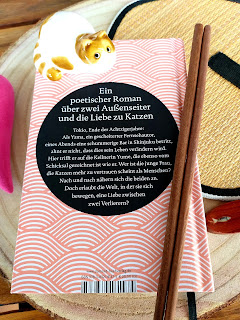 Ein
poetischer Roman
über zwei Außenseiter
und die Liebe zu Katzen
Tokio, Ende der Achtzigerjahre:
Als Yama, ein gescheiterter Fernsehautor,
eines Abends eine schummerige Bar in Shinjuku betritt,
ahnt er nicht, dass dies sein Leben verändern wird.
Hier trifft er auf die Kellnerin Yume, die ebenso vom
Schicksal gezeichnet ist wie er. Wer ist die junge Frau,
die Katzen mehr zu vertrauen scheint als Menschen?
Nach und nach nähern sich die beiden an.
Doch erlaubt die Welt, in der sie sich
bewegen, eine Liebe zwischen
zwei Verlierern?